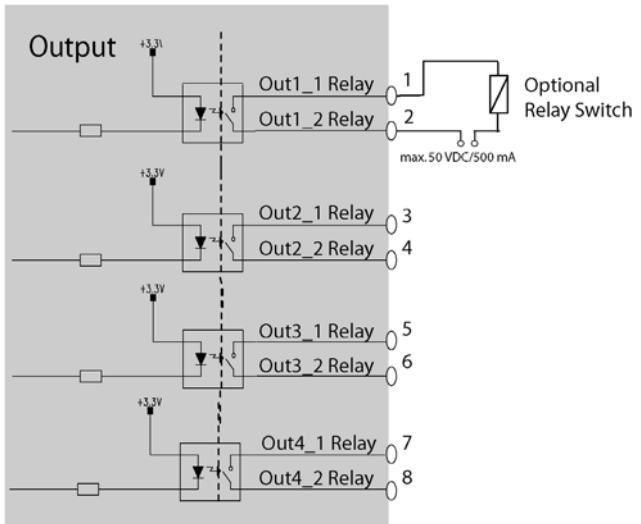 Output
+3.3V
Out1_1 Relay 1
Out1_2 Relay 2
Optional
Relay Switch
max. 50 VDC/500 mA
+3.3V
Out2_1 Relay 3
Out2_2 Relay 4
+3.3V
Out3_1 Relay 5
Out3_2 Relay 6
+3.3V
Out4_1 Relay 7
Out4_2 Relay 8